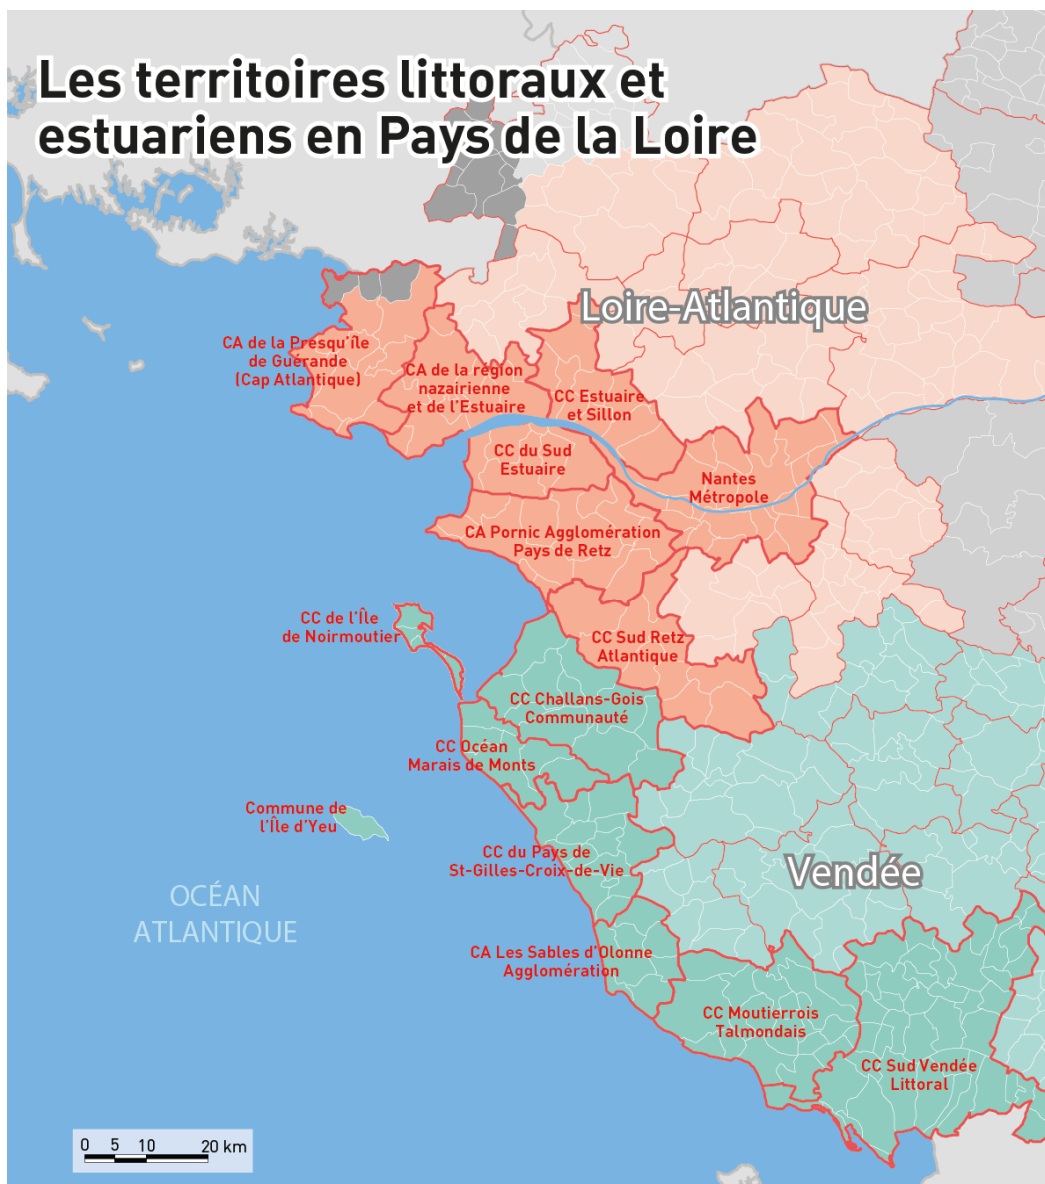 Les territoires littoraux et
estuariens en Pays de la Loire
Loire-Atlantique
CA de la Presqu'île
de Guérande
(Cap Atlantique)
CA de la région
nazairienne
et de l'Estuaire
CC Estuaire
et Sillon
CC du Sud
Estuaire
Nantes
Métropole
CA Pornic Agglomération
Pays de Retz
CC de l'Île
de Noirmoutier
CC Sud Retz
Atlantique
CC Challans-Gois
Communauté
CC Océan
Marais de Monts
Commune de
l'Île d'Yeu
CC du Pays de
St-Gilles-Croix-de-Vie
Vendée
OCÉAN
ATLANTIQUE
CA Les Sables d'Olonne
Agglomération
CC Moutierrois
Talmondais
CC Sud Vendée
Littoral
0 5 10 20 km